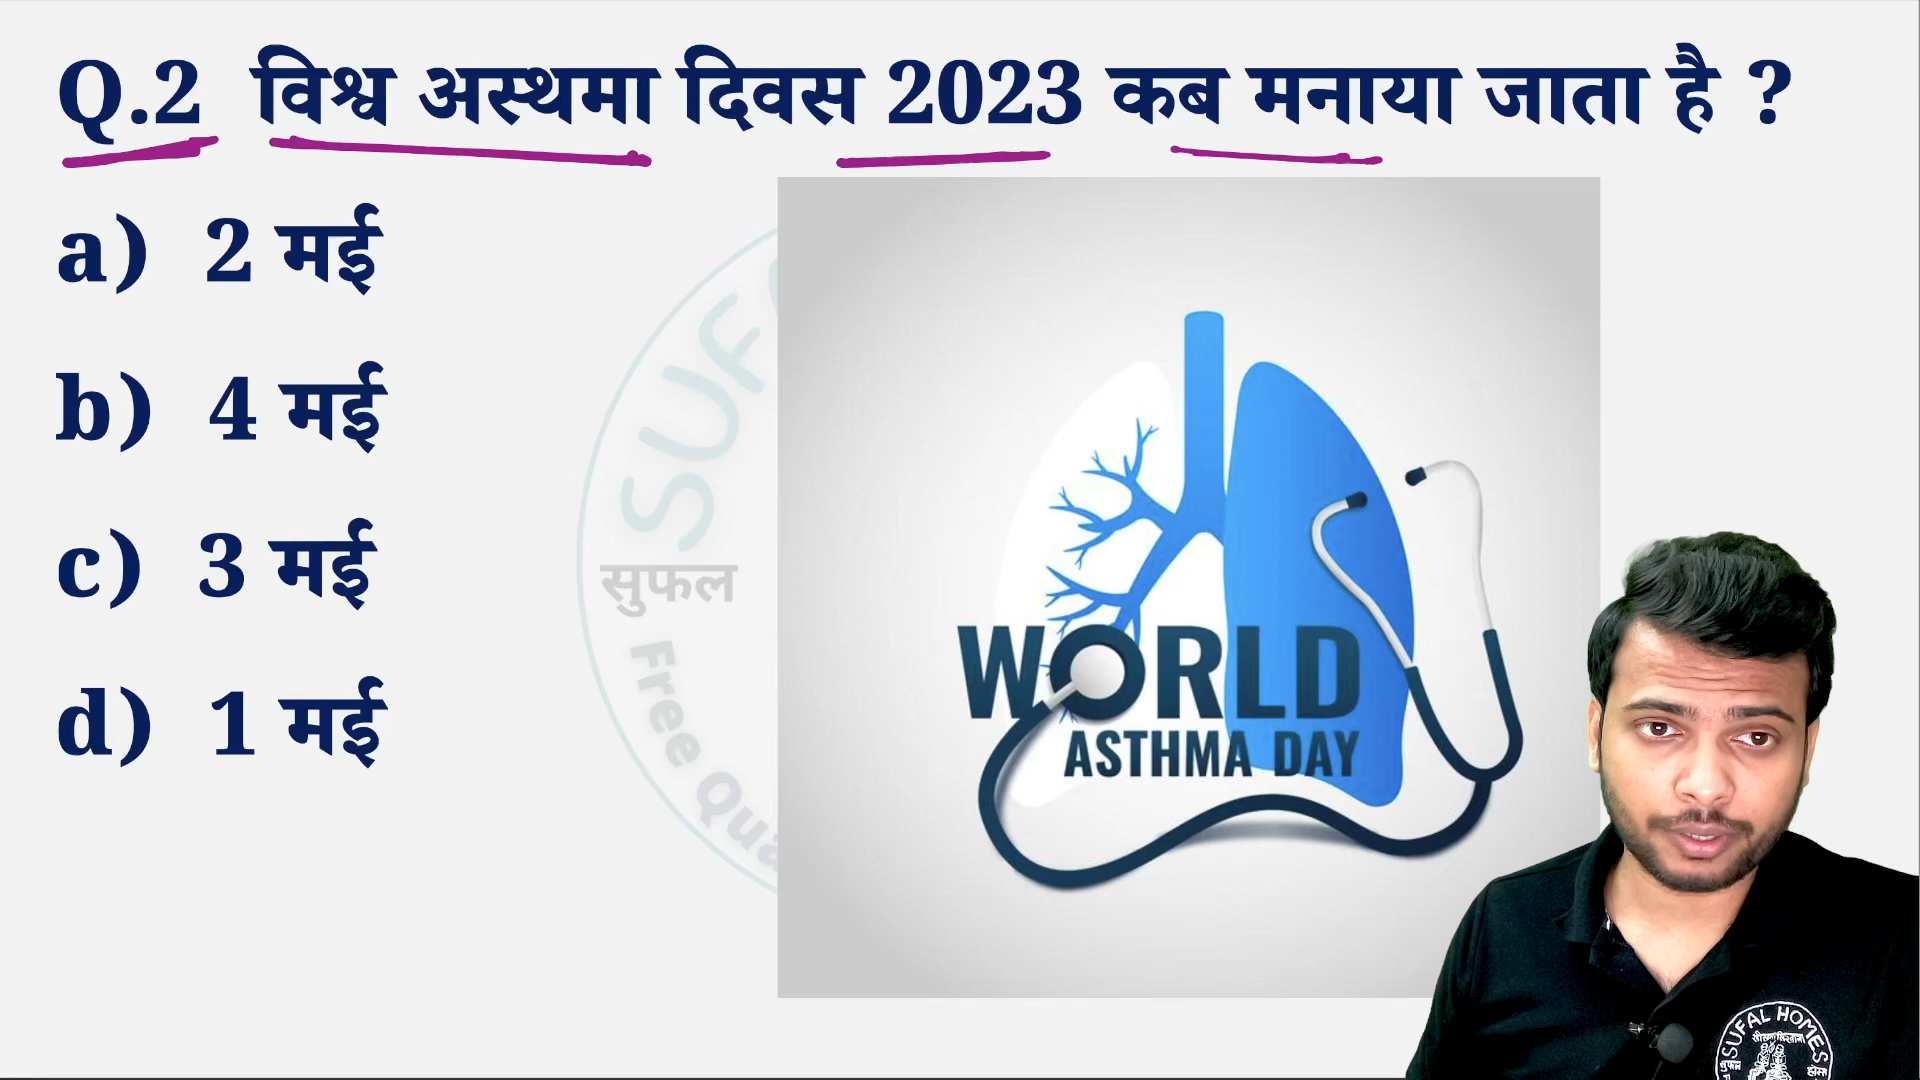 Q.2 विश्व अस्थमा दिवस 2023 कब मनाया जाता है ?
a) 2 मई
b) 4 मई
c) 3 मई
d) 1 मई
सुफल
Free
WORLD
ASTHMA DAY
SUFAL HOMES
सुफल